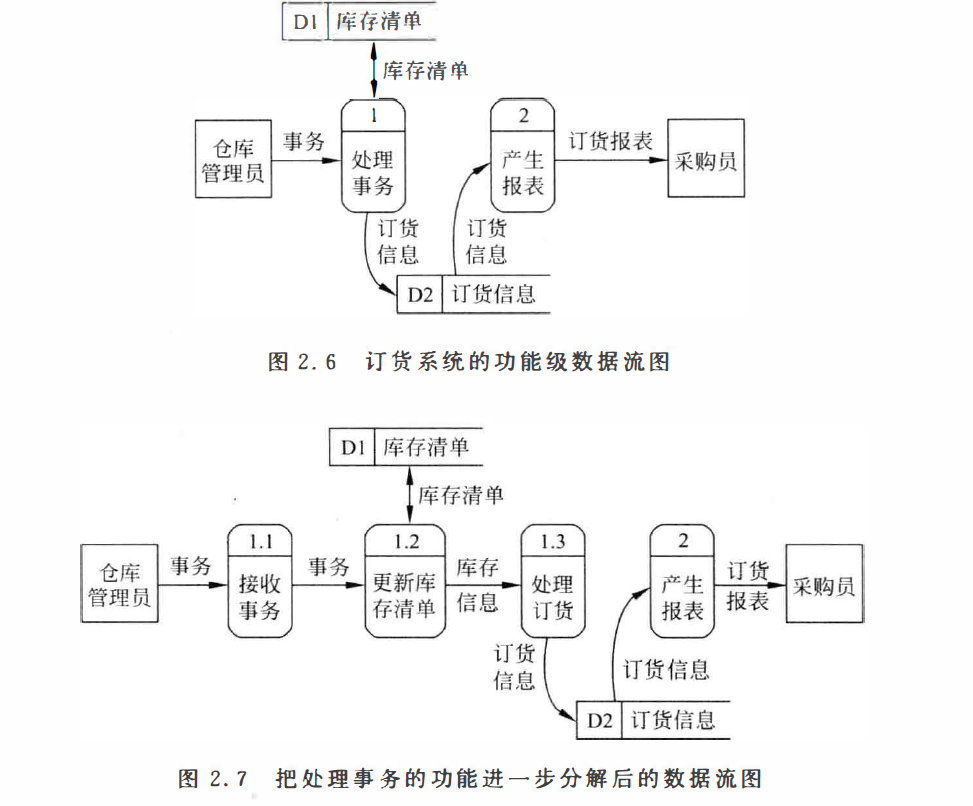 D1 库存清单
库存清单
1
2
仓库
管理员
事务
处理
事务
产生
报表
订货报表
采购员
订货
信息
订货
信息
D2 订货信息
图 2.6 订货系统的功能级数据流图
D1 库存清单
库存清单
1.1
1.2
1.3
2
仓库
管理员
事务
接收
事务
事务
更新库
存清单
库存
信息
处理
订货
产生
报表
订货
报表
采购员
订货
信息
订货信息
D2 订货信息
图 2.7 把处理事务的功能进一步分解后的数据流图